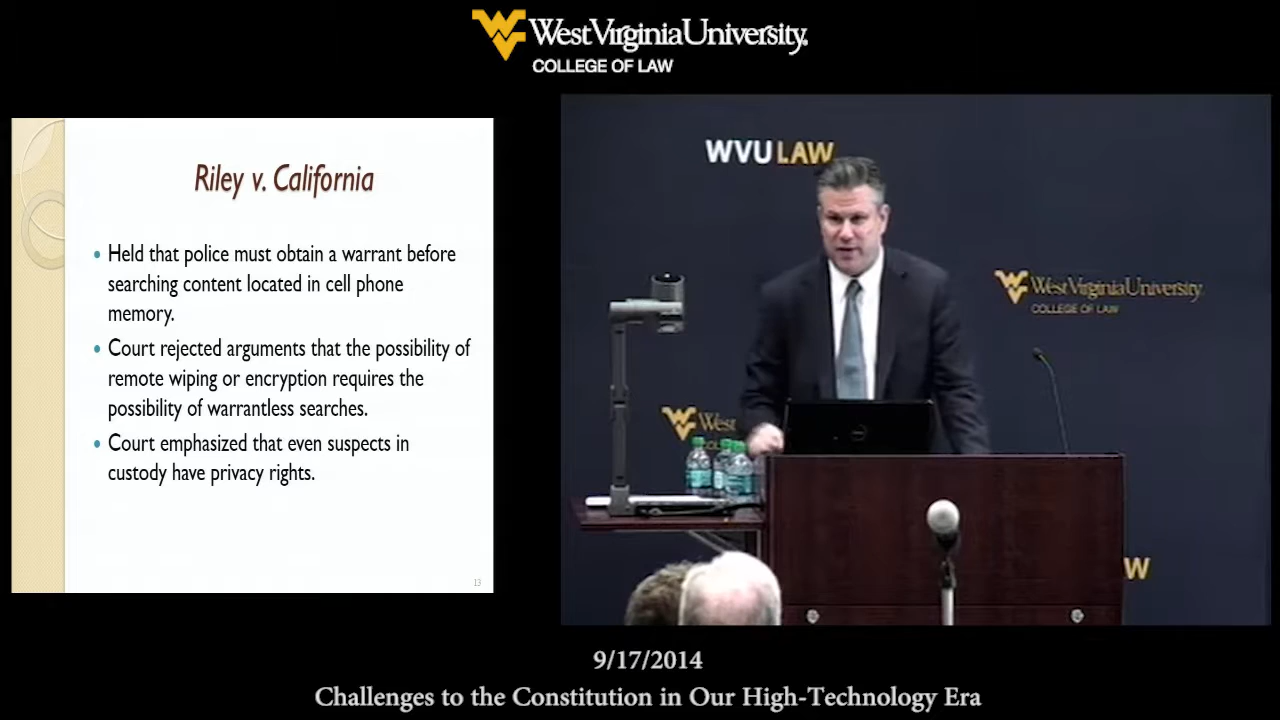 West Virginia University.
COLLEGE OF LAW
Riley v. California
• Held that police must obtain a warrant before
searching content located in cell phone
memory.
• Court rejected arguments that the possibility of
remote wiping or encryption requires the
possibility of warrantless searches.
• Court emphasized that even suspects in
custody have privacy rights.
13
WVU LAW
West Virginia University.
COLLEGE OF LAW
West
W
9/17/2014
Challenges to the Constitution in Our High-Technology Era